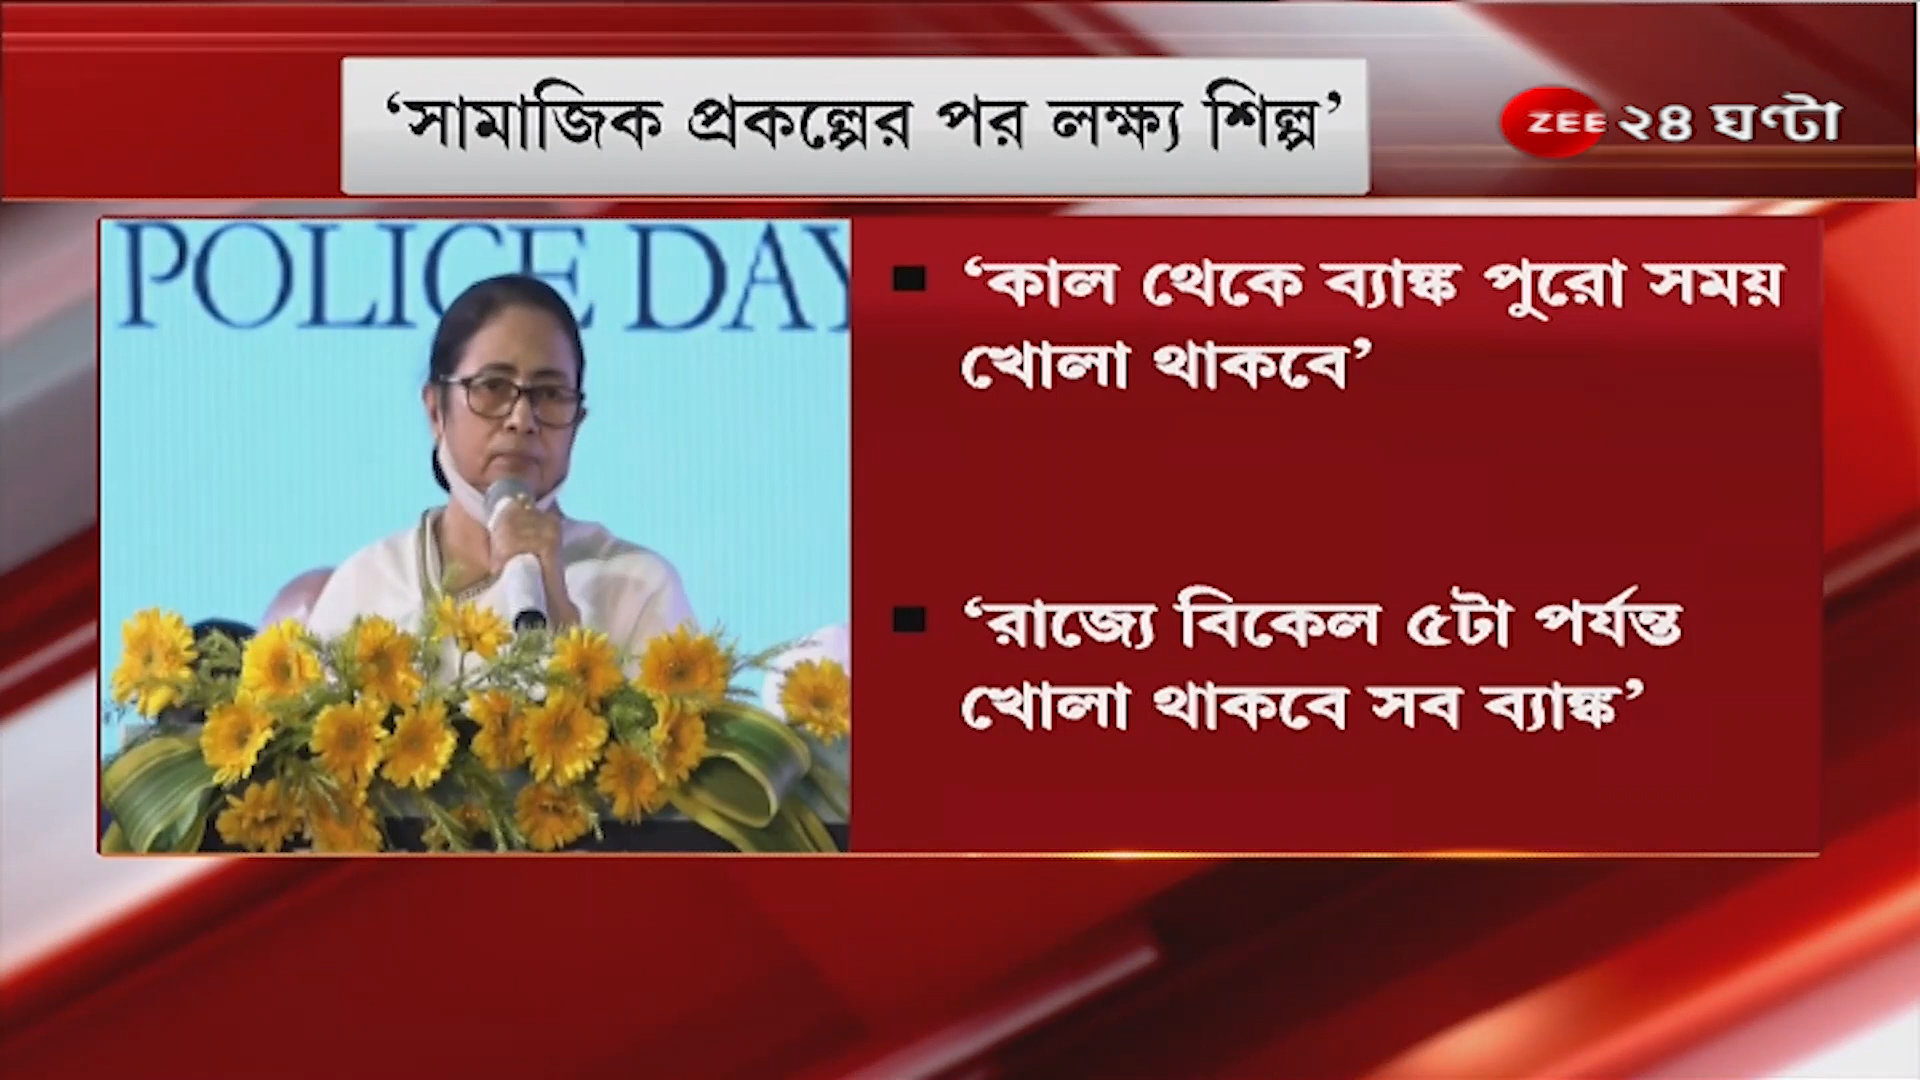 ‘সামাজিক প্রকল্পের পর লক্ষ্য শিল্প’
ZEE ২৪ ঘণ্টা
POLICE DAY
‘কাল থেকে ব্যাঙ্ক পুরো সময়
খোলা থাকবে’
‘রাজ্যে বিকেল ৫টা পর্যন্ত
খোলা থাকবে সব ব্যাঙ্ক’